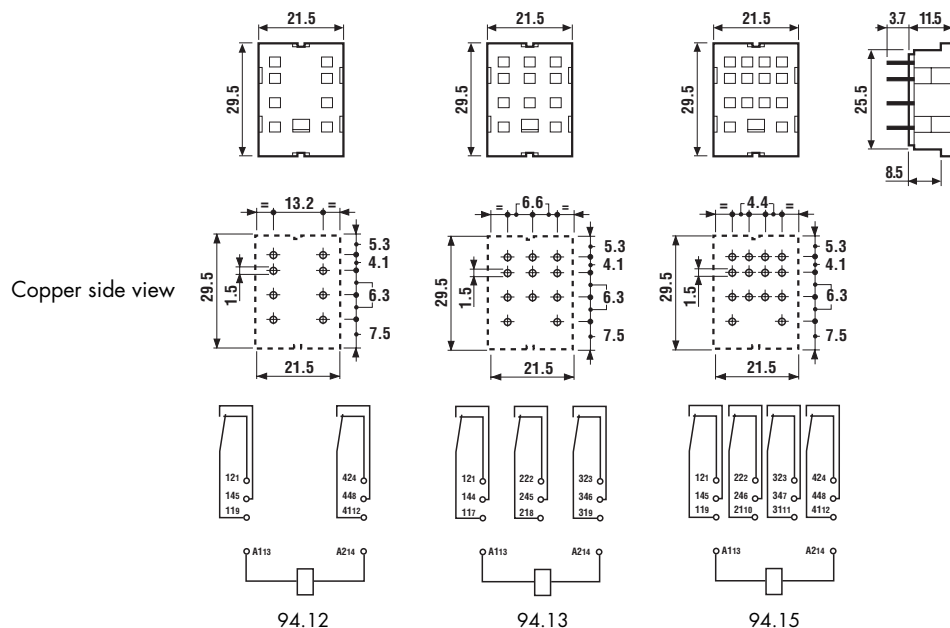 21.5 21.5 21.5 3.7 11.5
29.5 29.5 29.5 25.5
8.5
= 13.2 = = 6.6 = = 4.4 =
5.3 5.3 5.3
4.1 4.1 4.1
Copper side view 29.5 1.5 6.3 29.5 1.5 6.3 29.5 1.5 6.3
7.5 7.5 7.5
21.5 21.5 21.5
121 424 121 222 323 121 222 323 424
145 448 144 245 346 145 246 347 448
119 4112 117 218 319 119 2110 3111 4112
A113 A214 A113 A214 A113 A214
94.12 94.13 94.15